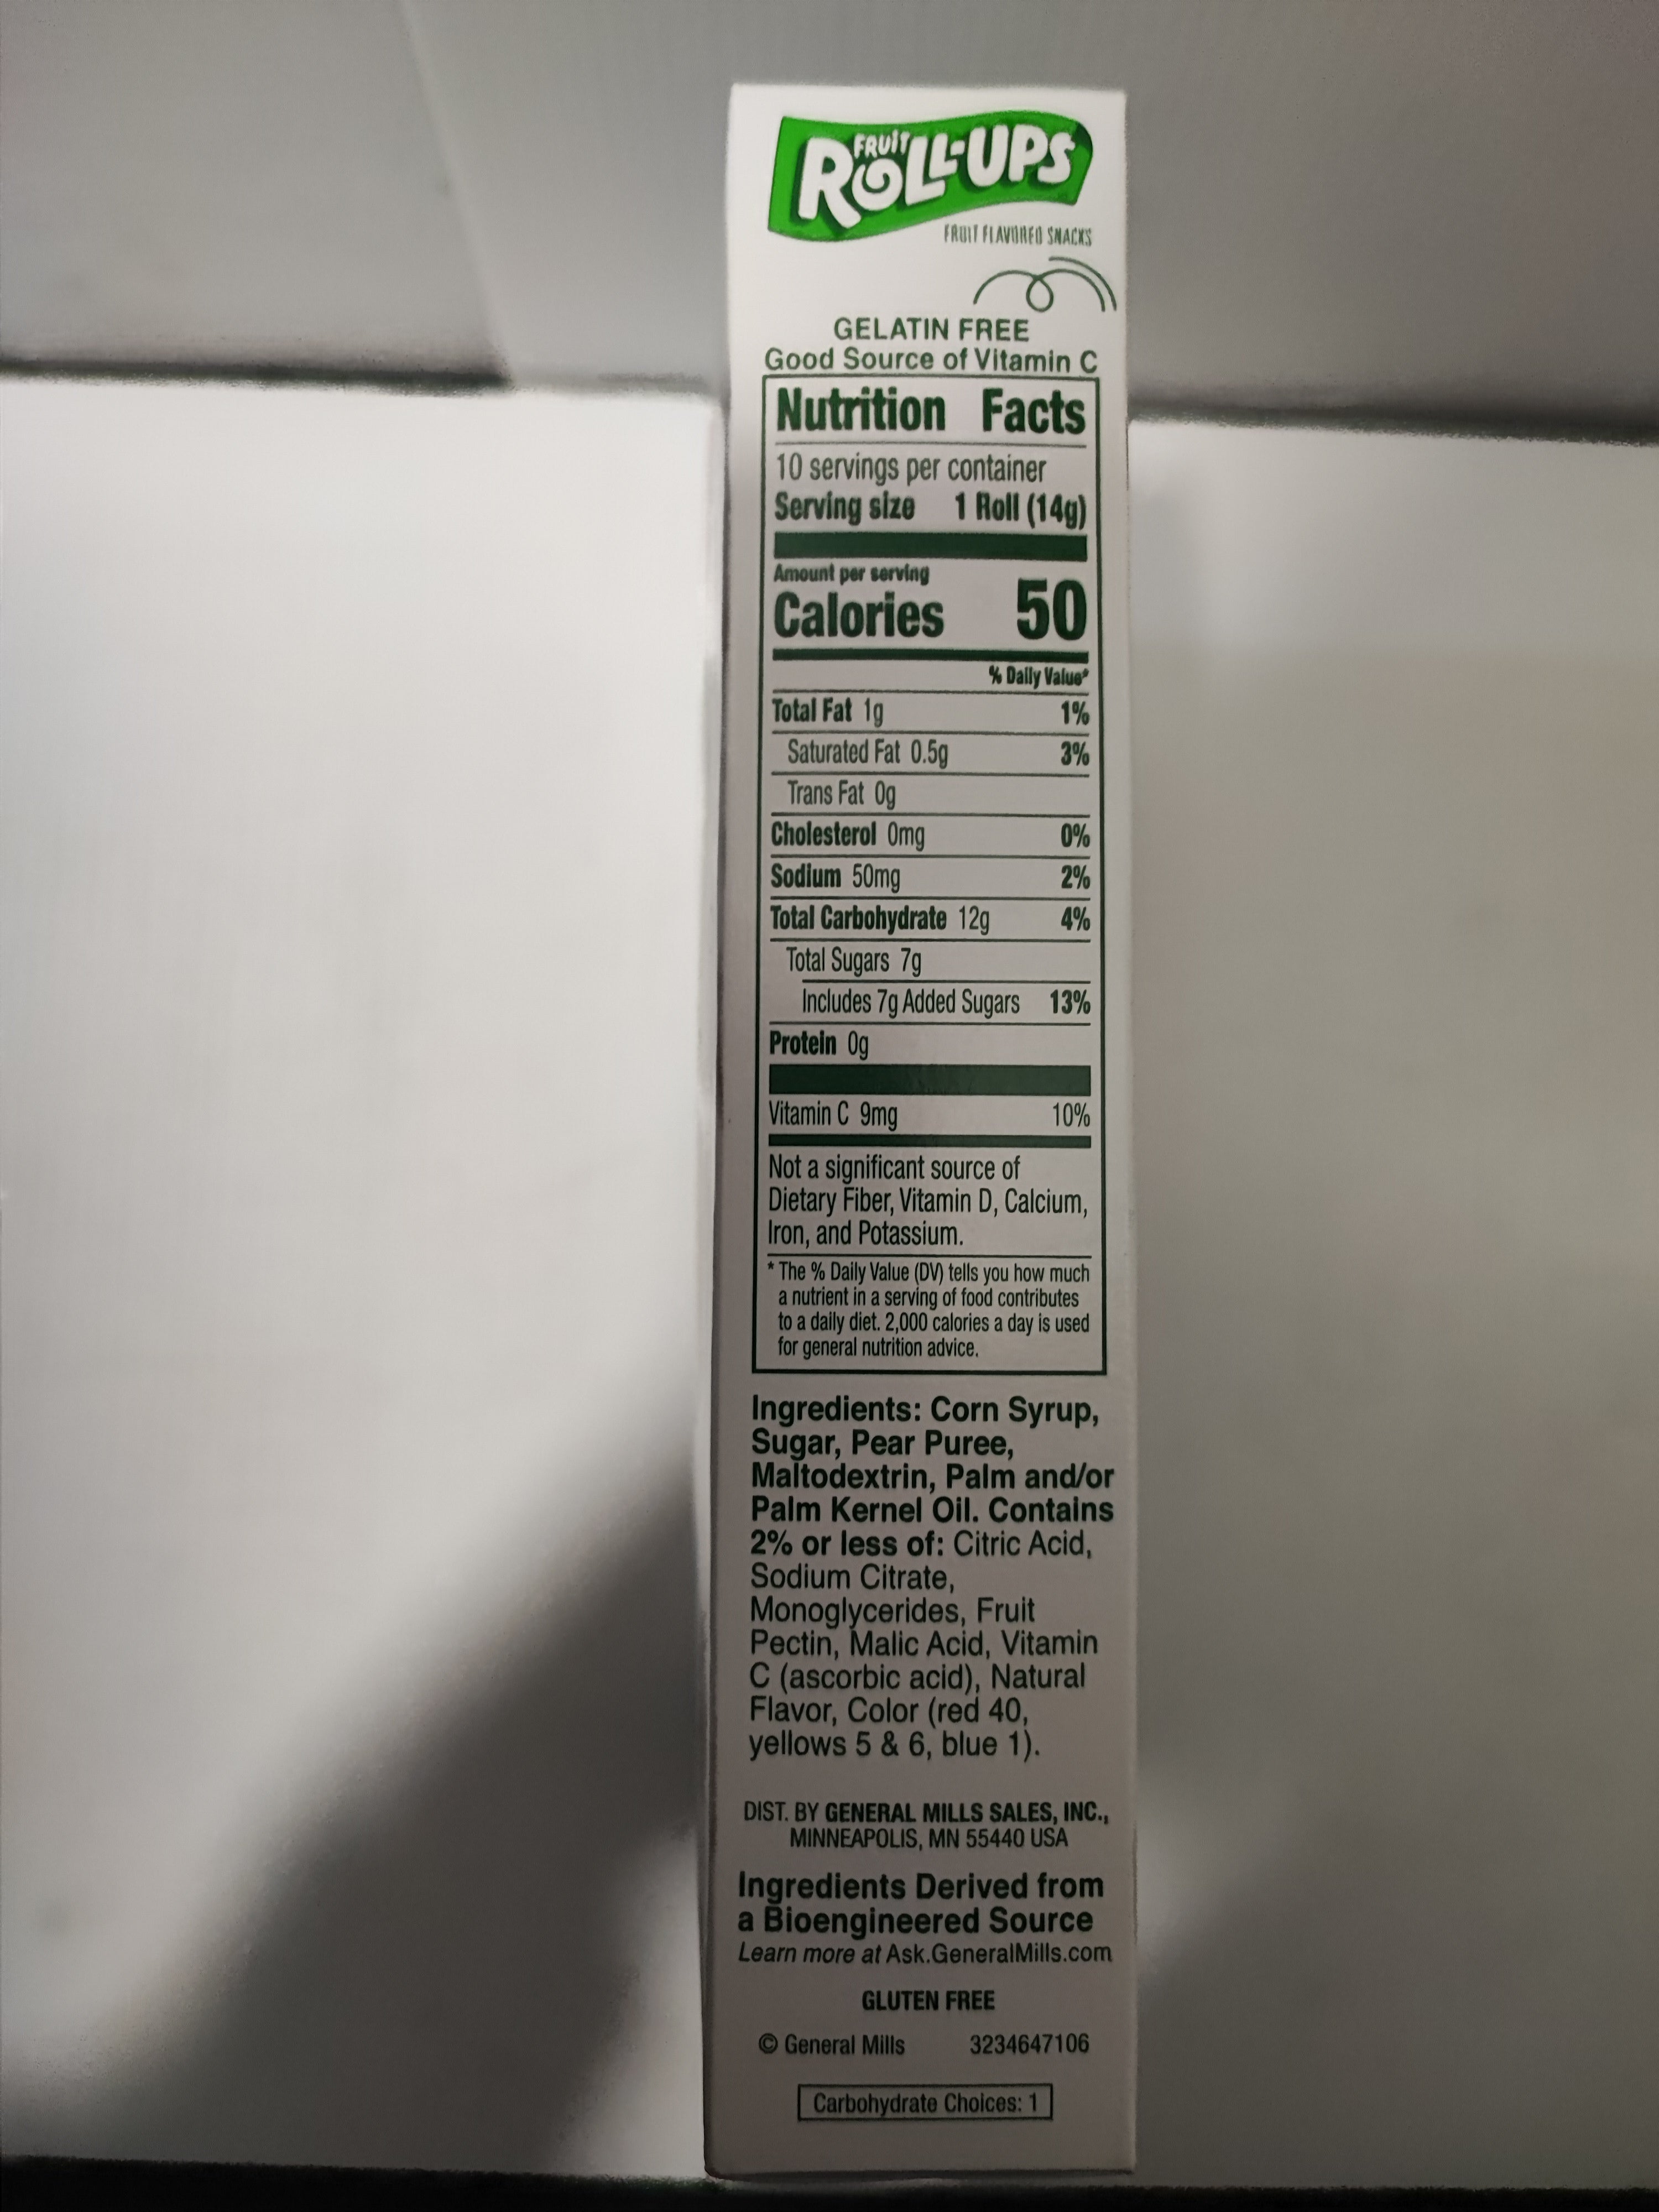 FRUIT
ROLL-UPS
FRUIT FLAVORED SNACKS
GELATIN FREE
Good Source of Vitamin C
Nutrition Facts
10 servings per container
Serving size 1 Roll (14g)
Amount per serving
Calories 50
% Daily Value*
Total Fat 1g 1%
Saturated Fat 0.5g 3%
Trans Fat 0g
Cholesterol 0mg 0%
Sodium 50mg 2%
Total Carbohydrate 12g 4%
Total Sugars 7g
Includes 7g Added Sugars 13%
Protein 0g
Vitamin C 9mg 10%
Not a significant source of
Dietary Fiber, Vitamin D, Calcium,
Iron, and Potassium.
* The % Daily Value (DV) tells you how much
a nutrient in a serving of food contributes
to a daily diet. 2,000 calories a day is used
for general nutrition advice.
Ingredients: Corn Syrup,
Sugar, Pear Puree,
Maltodextrin, Palm and/or
Palm Kernel Oil. Contains
2% or less of: Citric Acid,
Sodium Citrate,
Monoglycerides, Fruit
Pectin, Malic Acid, Vitamin
C (ascorbic acid), Natural
Flavor, Color (red 40,
yellows 5 & 6, blue 1).
DIST. BY GENERAL MILLS SALES, INC.,
MINNEAPOLIS, MN 55440 USA
Ingredients Derived from
a Bioengineered Source
Learn more at Ask.GeneralMills.com
GLUTEN FREE
© General Mills 3234647106
Carbohydrate Choices: 1